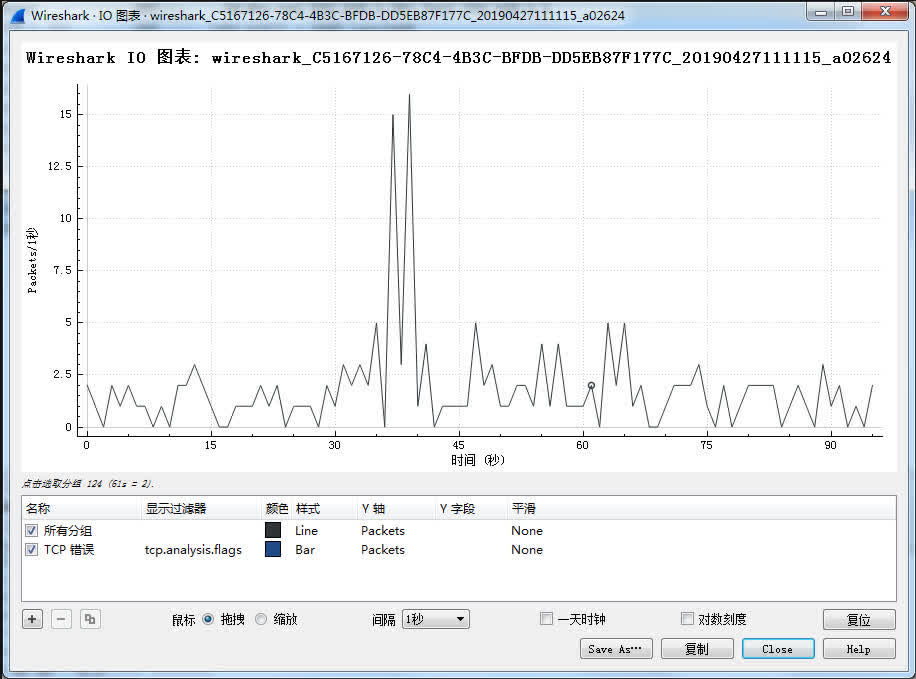 Wireshark · IO 图表 · wireshark_C5167126-78C4-4B3C-BFDB-DD5EB87F177C_20190427111115_a02624
Wireshark IO 图表: wireshark_C5167126-78C4-4B3C-BFDB-DD5EB87F177C_20190427111115_a02624
15
12.5
10
7.5
5
2.5
0
Packets/1秒
0 15 30 45 60 75 90
时间 (秒)
点击选取分组 124 (61s = 2).
名称 显示过滤器 颜色 样式 Y 轴 Y 字段 平滑
所有分组 Line Packets None
TCP 错误 tcp.analysis.flags Bar Packets None
鼠标 拖拽 缩放 间隔 1秒 一天时钟 对数刻度 复位
Save As… 复制 Close Help